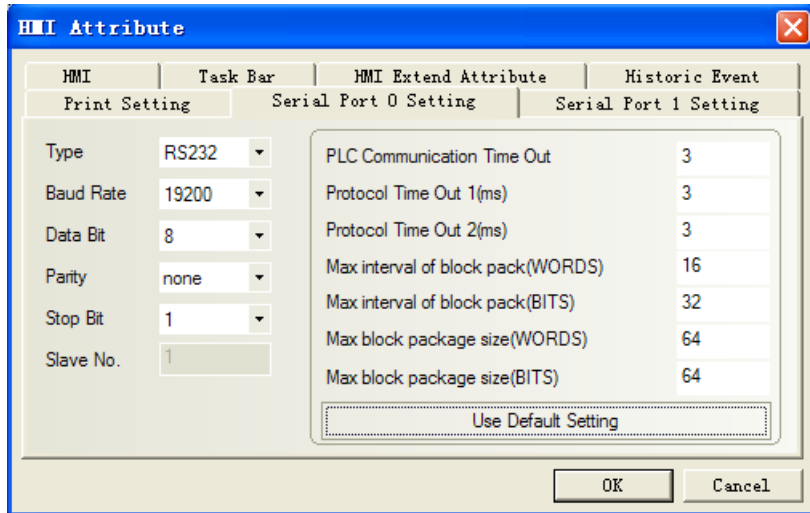 HMI Attribute
HMI Task Bar HMI Extend Attribute Historic Event
Print Setting Serial Port 0 Setting Serial Port 1 Setting
Type RS232
Baud Rate 19200
Data Bit 8
Parity none
Stop Bit 1
Slave No. 1
PLC Communication Time Out 3
Protocol Time Out 1(ms) 3
Protocol Time Out 2(ms) 3
Max interval of block pack(WORDS) 16
Max interval of block pack(BITS) 32
Max block package size(WORDS) 64
Max block package size(BITS) 64
Use Default Setting
OK Cancel